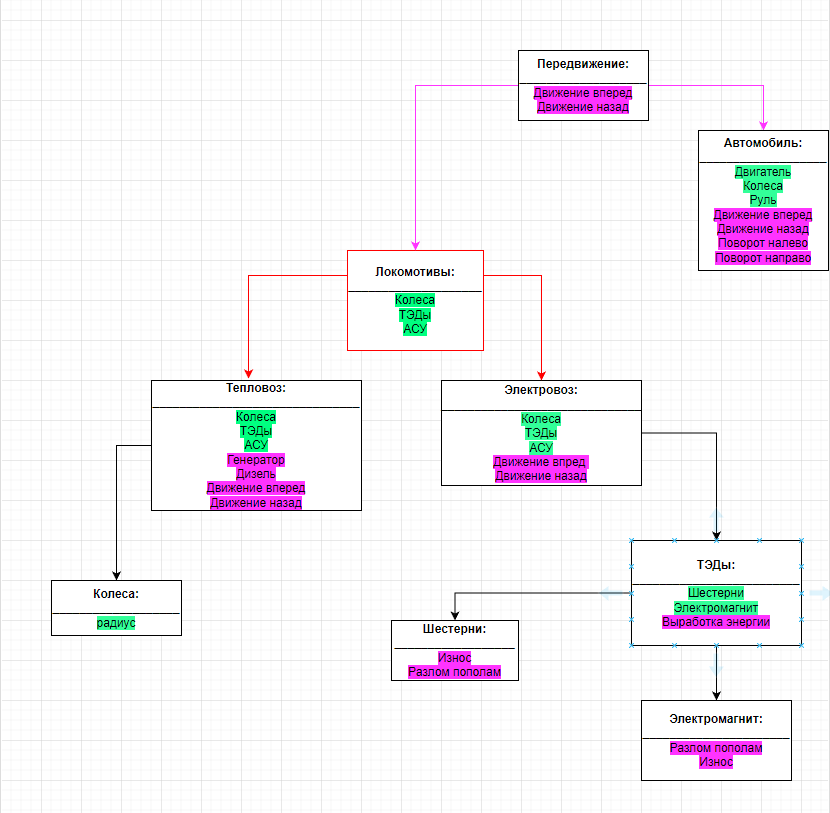 Передвижение:
Движение вперед
Движение назад
Автомобиль:
Двигатель
Колеса
Руль
Движение вперед
Движение назад
Поворот налево
Поворот направо
Локомотивы:
Колеса
ТЭДы
АСУ
Тепловоз:
Колеса
ТЭДы
АСУ
Генератор
Дизель
Движение вперед
Движение назад
Электровоз:
Колеса
ТЭДы
АСУ
Движение впред
Движение назад
ТЭДы:
Шестерни
Электромагнит
Выработка энергии
Колеса:
радиус
Шестерни:
Износ
Разлом пополам
Электромагнит:
Разлом пополам
Износ